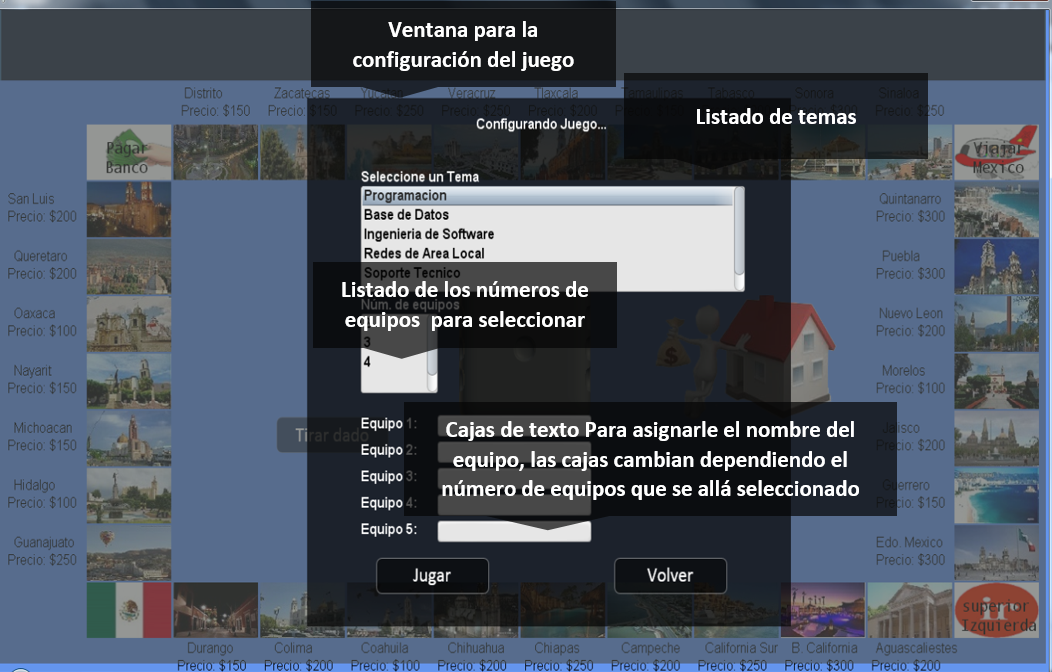 Ventana para la
configuración del juego
Distrito
Precio: $150
Zacatecas
Precio: $150
Yucatan
Precio: $250
Veracruz
Precio: $250
Tlaxcala
Precio: $200
Tamaulipas
Tabasco
Sonora
Precio: $300
Sinaloa
Precio: $250
Listado de temas
Configurando Juego...
Pagar
Banco
Viajar
Mexico
Seleccione un Tema
Programacion
Base de Datos
Ingenieria de Software
Redes de Area Local
Soporte Tecnico
San Luis
Precio: $200
Queretaro
Precio: $200
Oaxaca
Precio: $100
Nayarit
Precio: $150
Michoacan
Precio: $150
Hidalgo
Precio: $100
Guanajuato
Precio: $250
Quintanarro
Precio: $300
Puebla
Precio: $300
Nuevo Leon
Precio: $200
Morelos
Precio: $100
Jalisco
Precio: $200
Guerrero
Precio: $150
Edo. Mexico
Precio: $300
Listado de los números de
equipos para seleccionar
Núm. de equipos
3
4
$
Tirar dado
Equipo 1:
Equipo 2:
Equipo 3:
Equipo 4:
Equipo 5:
Cajas de texto Para asignarle el nombre del
equipo, las cajas cambian dependiendo el
número de equipos que se allá seleccionado
Jugar
Volver
superior
Izquierda
Durango
Precio: $150
Colima
Precio: $200
Coahuila
Precio: $100
Chihuahua
Precio: $200
Chiapas
Precio: $250
Campeche
Precio: $200
California Sur
Precio: $250
B. California
Precio: $300
Aguascaliestes
Precio: $200